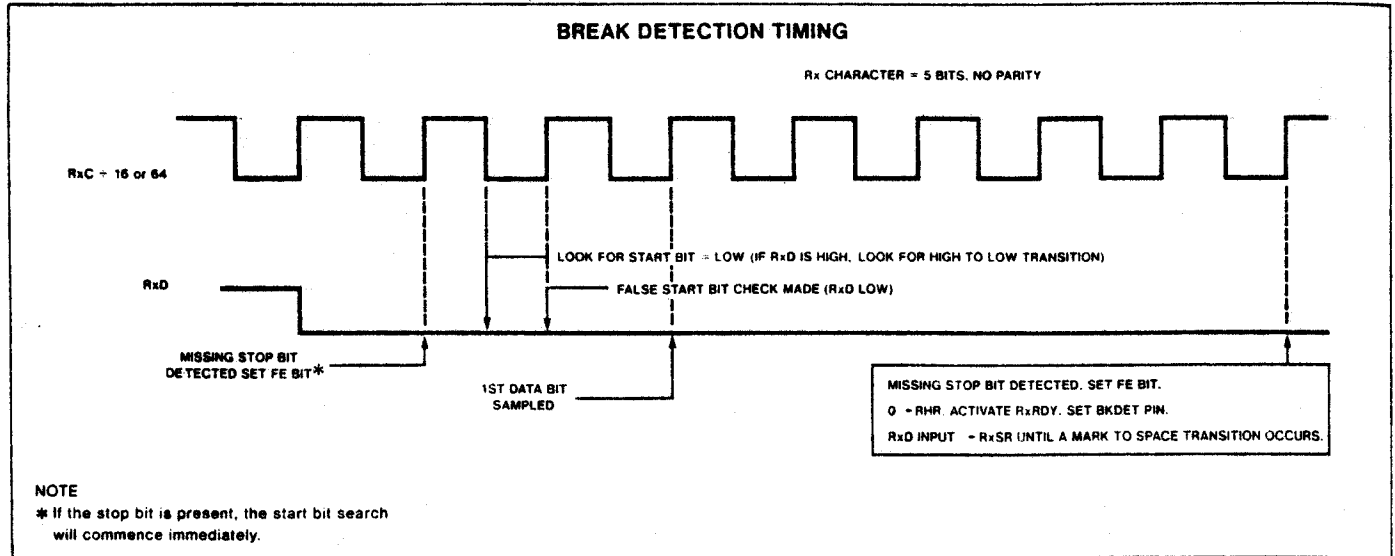 BREAK DETECTION TIMING
Rx CHARACTER = 5 BITS, NO PARITY
RxC ÷ 16 or 64
LOOK FOR START BIT = LOW (IF RxD IS HIGH, LOOK FOR HIGH TO LOW TRANSITION)
RxD
FALSE START BIT CHECK MADE (RxD LOW)
MISSING STOP BIT
DETECTED SET FE BIT*
1ST DATA BIT
SAMPLED
MISSING STOP BIT DETECTED. SET FE BIT.
0 → RHR. ACTIVATE RxRDY. SET BKDET PIN.
RxD INPUT → RxSR UNTIL A MARK TO SPACE TRANSITION OCCURS.
NOTE
* If the stop bit is present, the start bit search
will commence immediately.